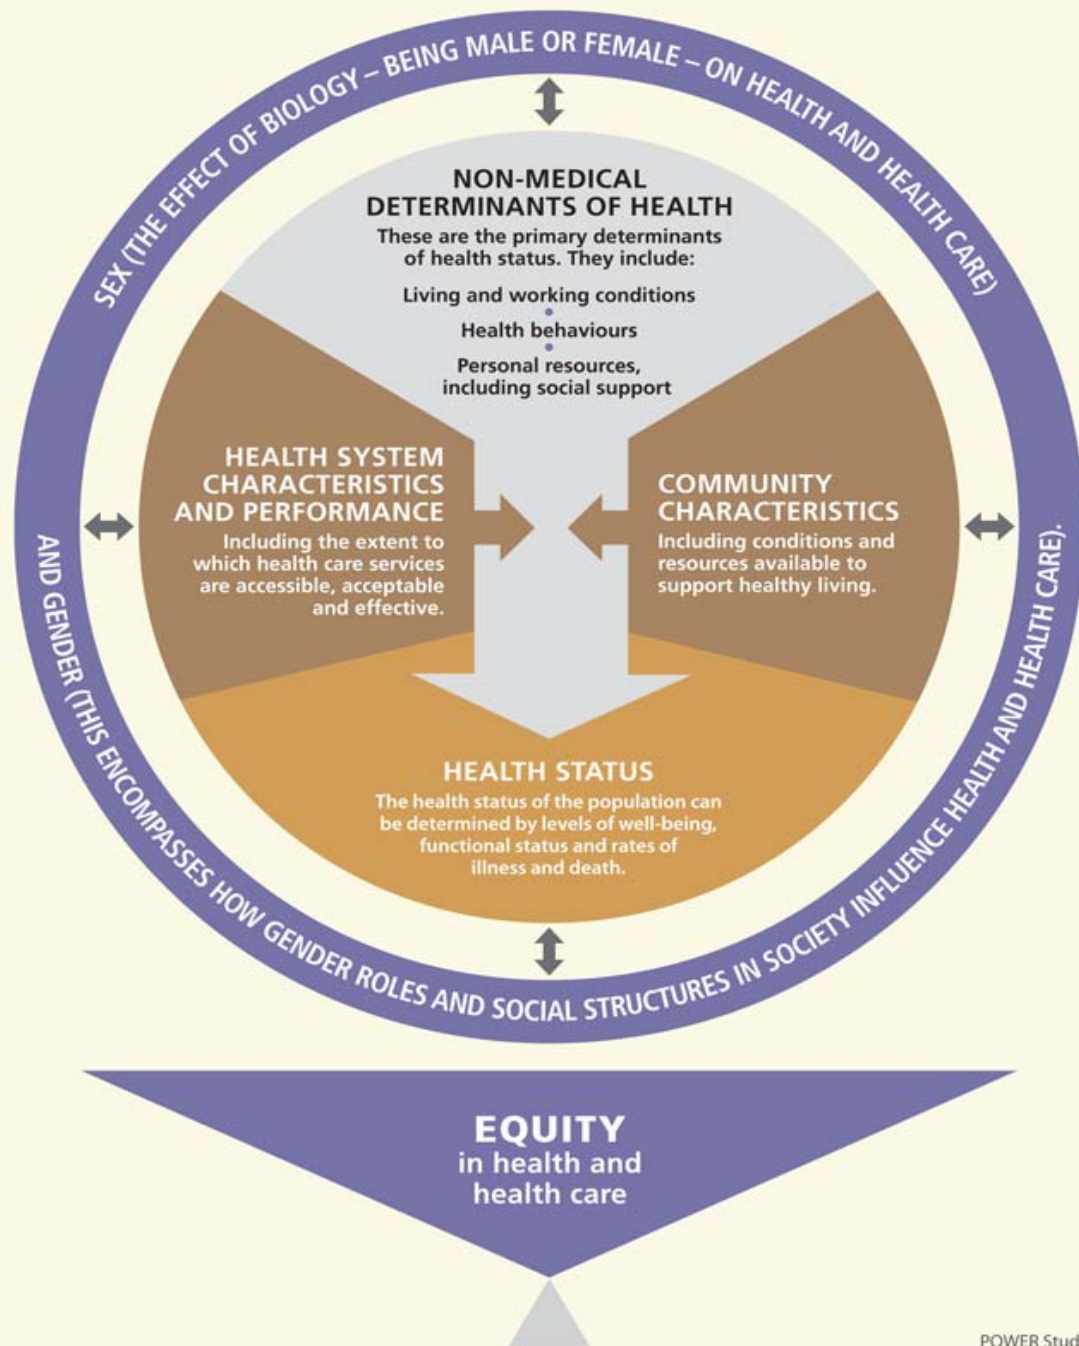 SEX (THE EFFECT OF BIOLOGY – BEING MALE OR FEMALE – ON HEALTH AND HEALTH CARE)
AND GENDER (THIS ENCOMPASSES HOW GENDER ROLES AND SOCIAL STRUCTURES IN SOCIETY INFLUENCE HEALTH AND HEALTH CARE).
NON-MEDICAL
DETERMINANTS OF HEALTH
These are the primary determinants
of health status. They include:
Living and working conditions
•
Health behaviours
•
Personal resources,
including social support
HEALTH SYSTEM
CHARACTERISTICS
AND PERFORMANCE
Including the extent to
which health care services
are accessible, acceptable
and effective.
COMMUNITY
CHARACTERISTICS
Including conditions and
resources available to
support healthy living.
HEALTH STATUS
The health status of the population can
be determined by levels of well-being,
functional status and rates of
illness and death.
EQUITY
in health and
health care
POWER Stud